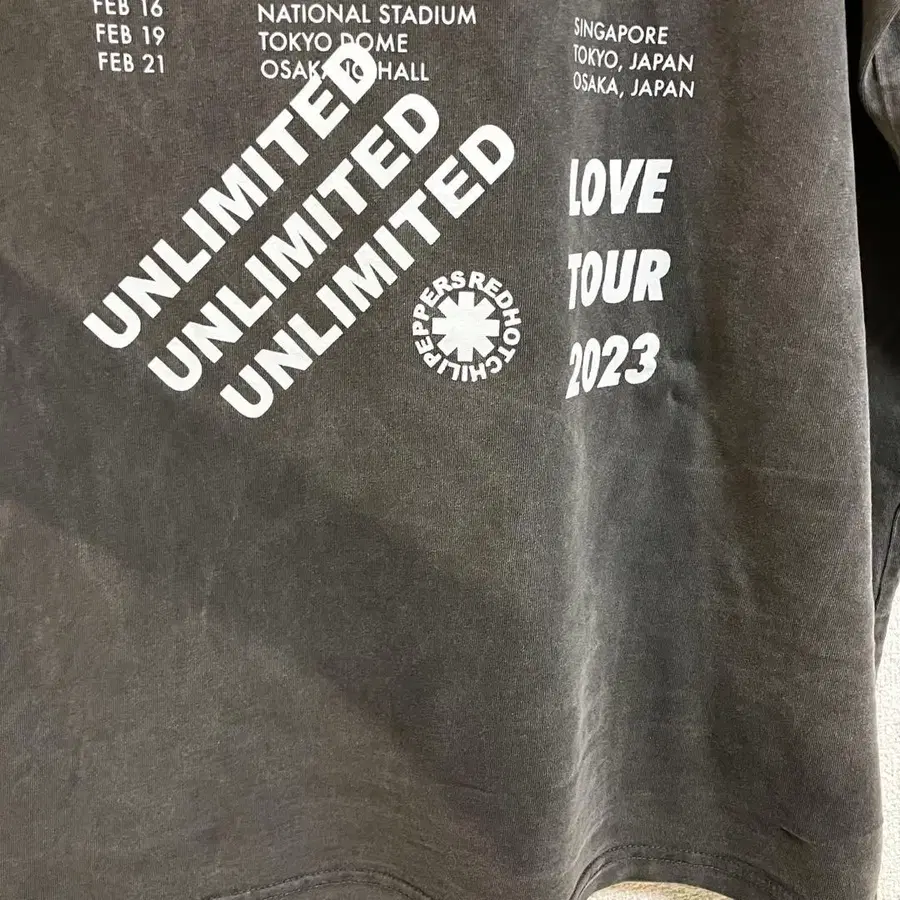 FEB 16 NATIONAL STADIUM SINGAPORE
FEB 19 TOKYO DOME TOKYO, JAPAN
FEB 21 OSAKA-JO HALL OSAKA, JAPAN
UNLIMITED
UNLIMITED
UNLIMITED
LOVE
TOUR
2023
REDHOTCHILIPEPPERS